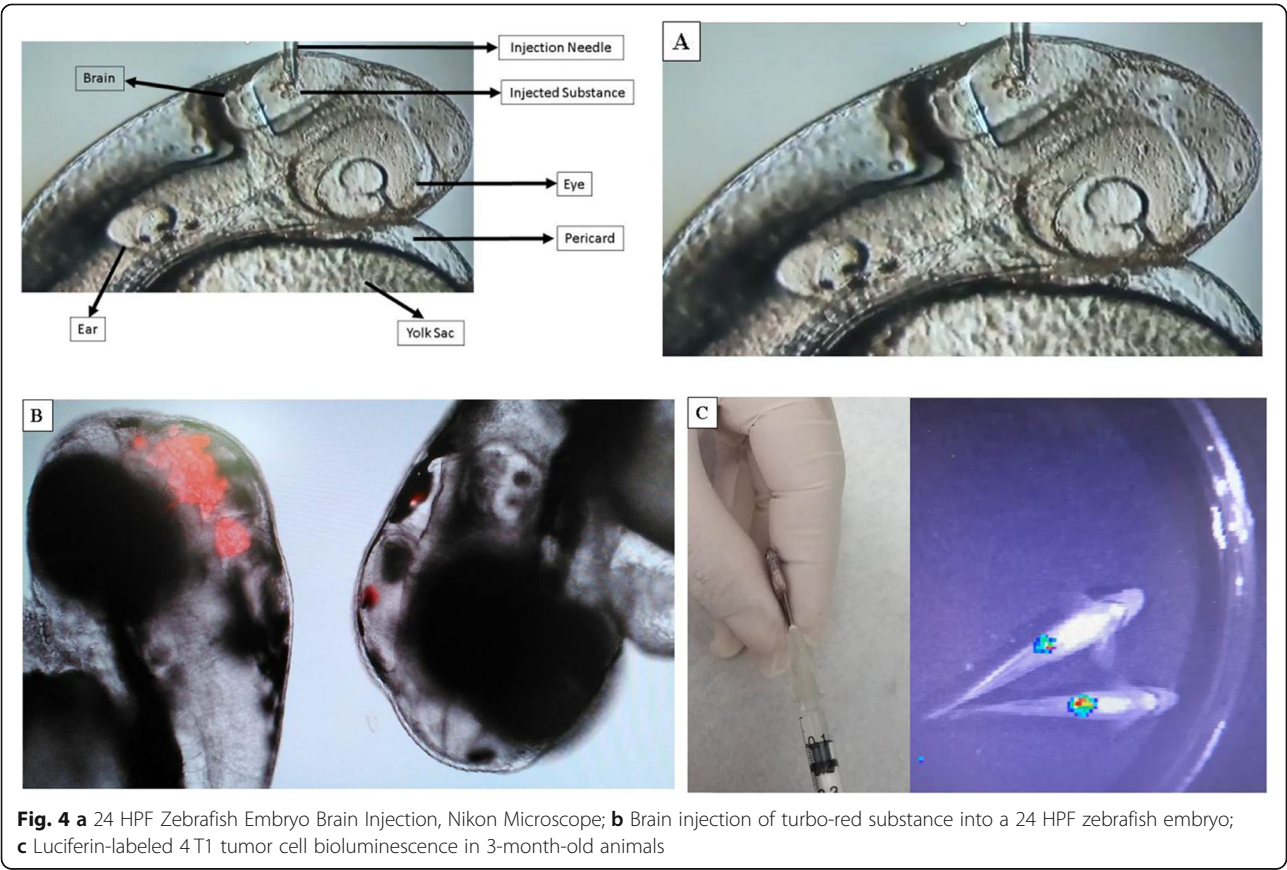 Injection Needle
Brain
Injected Substance
Eye
Pericard
Ear
Yolk Sac
A
B
C
Fig. 4 a 24 HPF Zebrafish Embryo Brain Injection, Nikon Microscope; b Brain injection of turbo-red substance into a 24 HPF zebrafish embryo;
c Luciferin-labeled 4 T1 tumor cell bioluminescence in 3-month-old animals